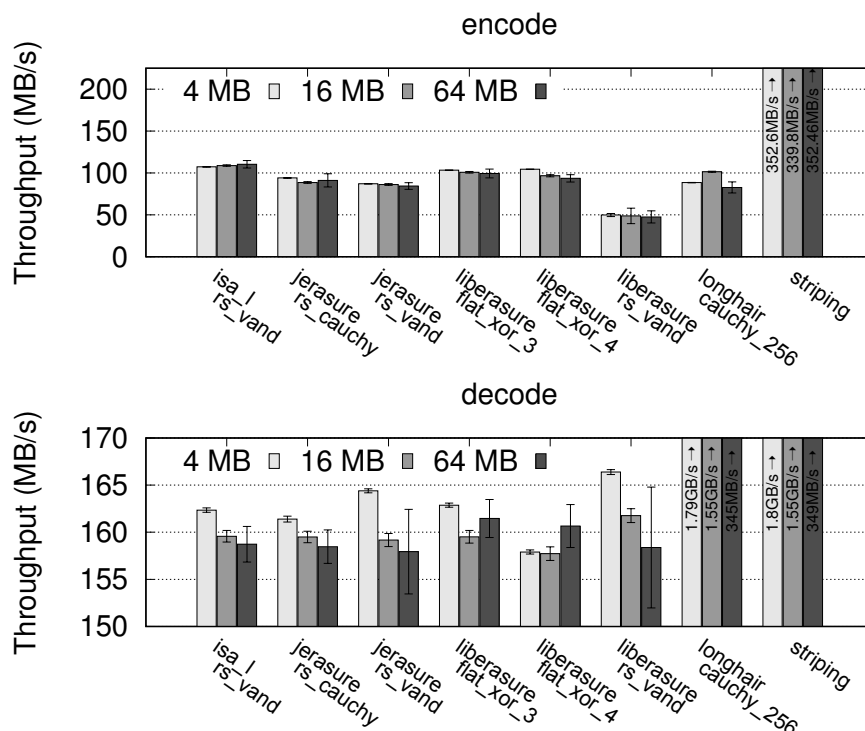 encode
Throughput (MB/s)
200
150
100
50
0
4 MB 16 MB 64 MB
352.6MB/s →
339.8MB/s →
352.46MB/s →
isa_l
rs_vand
jerasure
rs_cauchy
jerasure
rs_vand
liberasure
flat_xor_3
liberasure
flat_xor_4
liberasure
rs_vand
longhair
cauchy_256
striping
decode
Throughput (MB/s)
170
165
160
155
150
4 MB 16 MB 64 MB
1.79GB/s →
1.55GB/s →
345MB/s →
1.8GB/s →
1.55GB/s →
349MB/s →
isa_l
rs_vand
jerasure
rs_cauchy
jerasure
rs_vand
liberasure
flat_xor_3
liberasure
flat_xor_4
liberasure
rs_vand
longhair
cauchy_256
striping